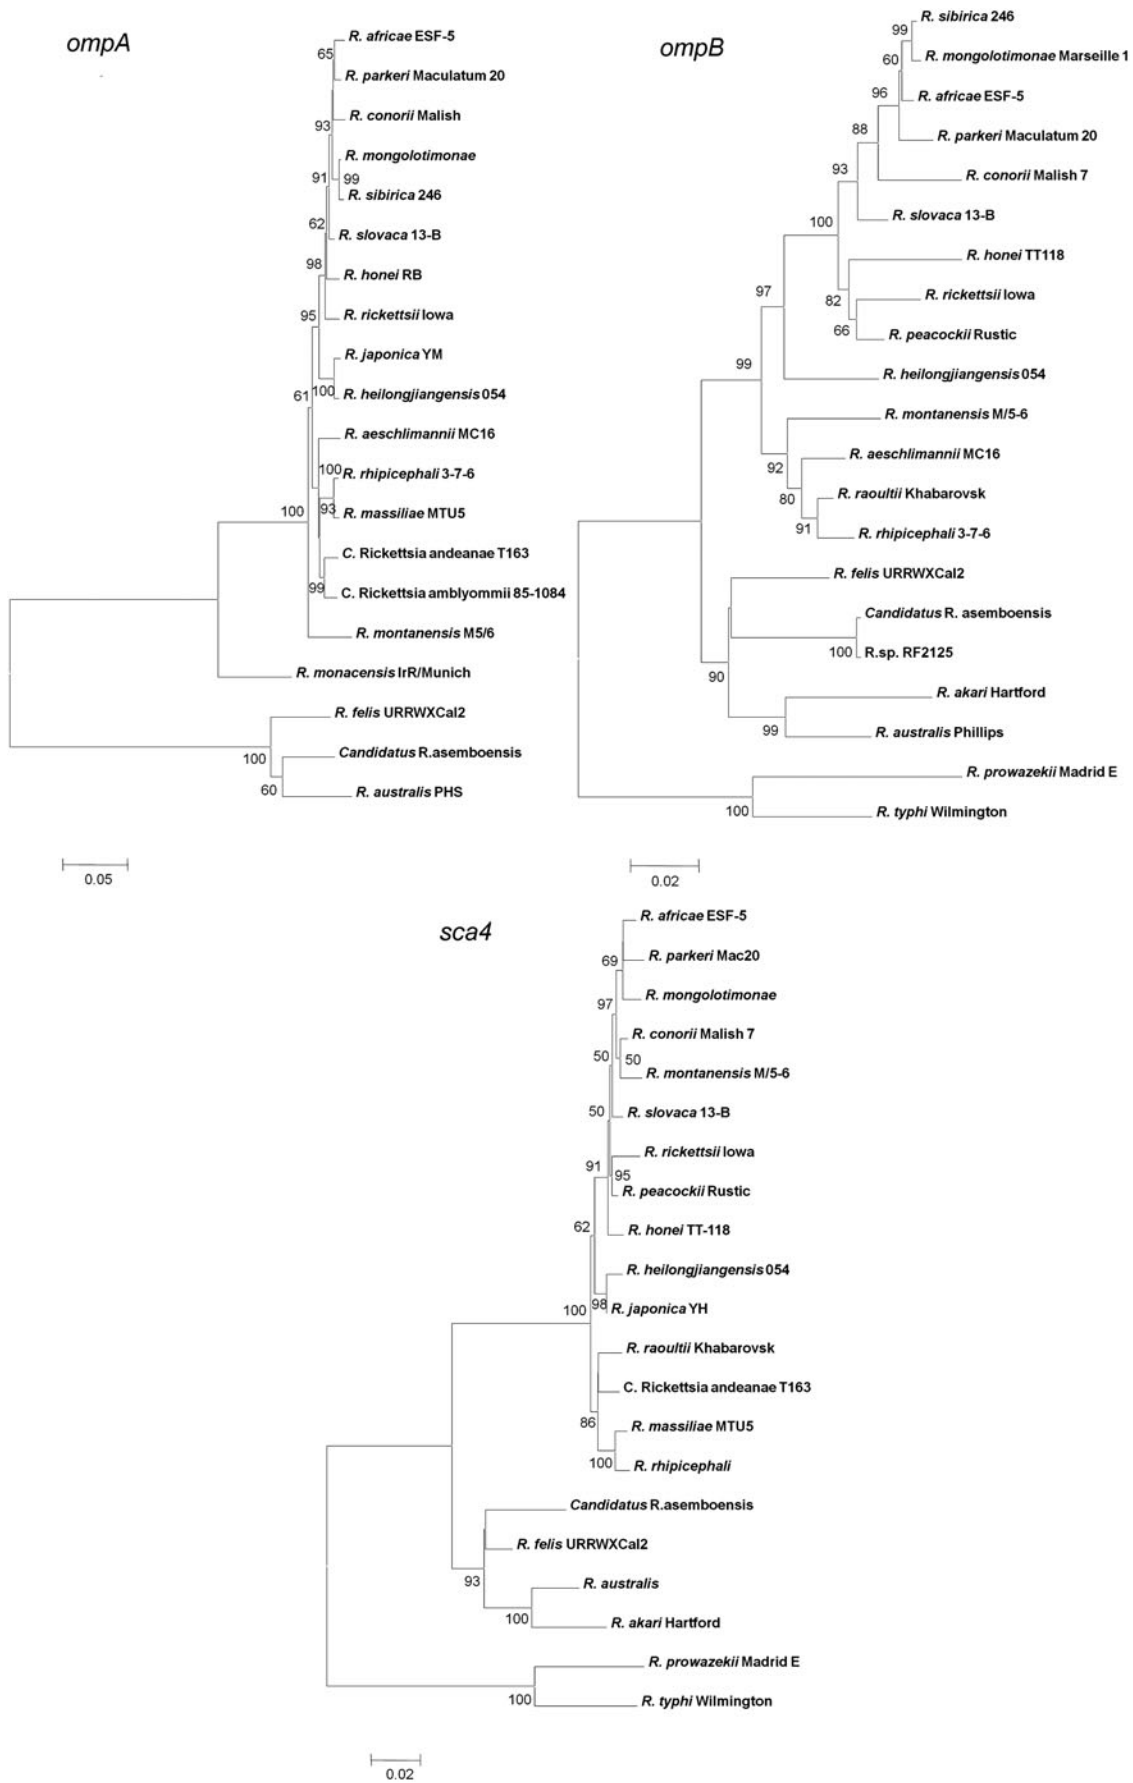 ompA
65
R. africae ESF-5
R. parkeri Maculatum 20
R. conorii Malish
93
R. mongolotimonae
91
99
R. sibirica 246
62
R. slovaca 13-B
98
R. honei RB
95
R. rickettsii Iowa
R. japonica YM
61
100
R. heilongjiangensis 054
R. aeschlimannii MC16
100
R. rhipicephali 3-7-6
100
93
R. massiliae MTU5
C. Rickettsia andeanae T163
99
C. Rickettsia amblyommii 85-1084
R. montanensis M5/6
R. monacensis IrR/Munich
R. felis URRWXCal2
100
Candidatus R.asemboensis
60
R. australis PHS
0.05
ompB
R. sibirica 246
99
R. mongolotimonae Marseille 1
60
96
R. africae ESF-5
88
R. parkeri Maculatum 20
93
R. conorii Malish 7
100
R. slovaca 13-B
R. honei TT118
97
82
R. rickettsii Iowa
66
R. peacockii Rustic
99
R. heilongjiangensis 054
R. montanensis M/5-6
92
R. aeschlimannii MC16
80
R. raoultii Khabarovsk
91
R. rhipicephali 3-7-6
R. felis URRWXCal2
Candidatus R. asemboensis
100
R.sp. RF2125
90
R. akari Hartford
99
R. australis Phillips
R. prowazekii Madrid E
100
R. typhi Wilmington
0.02
sca4
R. africae ESF-5
69
R. parkeri Mac20
97
R. mongolotimonae
R. conorii Malish 7
50
50
R. montanensis M/5-6
50
R. slovaca 13-B
R. rickettsii Iowa
91
95
R. peacockii Rustic
62
R. honei TT-118
R. heilongjiangensis 054
100
98
R. japonica YH
R. raoultii Khabarovsk
C. Rickettsia andeanae T163
86
R. massiliae MTU5
100
R. rhipicephali
Candidatus R.asemboensis
R. felis URRWXCal2
93
R. australis
100
R. akari Hartford
R. prowazekii Madrid E
100
R. typhi Wilmington
0.02